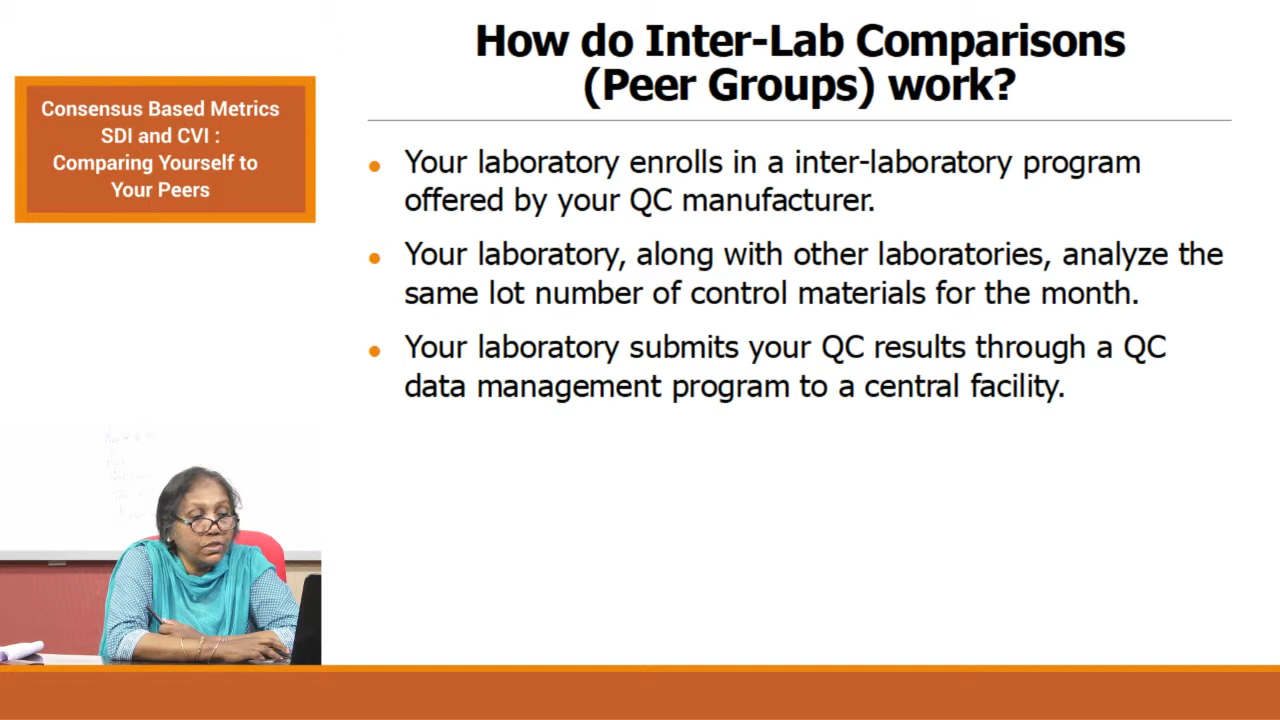 How do Inter-Lab Comparisons
(Peer Groups) work?
Consensus Based Metrics
SDI and CVI :
Comparing Yourself to
Your Peers
Your laboratory enrolls in a inter-laboratory program
offered by your QC manufacturer.
Your laboratory, along with other laboratories, analyze the
same lot number of control materials for the month.
Your laboratory submits your QC results through a QC
data management program to a central facility.